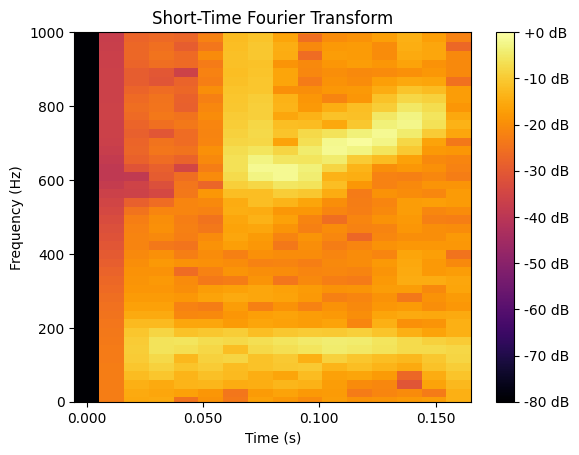 Short-Time Fourier Transform
1000
800
600
400
200
0
Frequency (Hz)
0.000
0.050
0.100
0.150
Time (s)
+0 dB
-10 dB
-20 dB
-30 dB
-40 dB
-50 dB
-60 dB
-70 dB
-80 dB